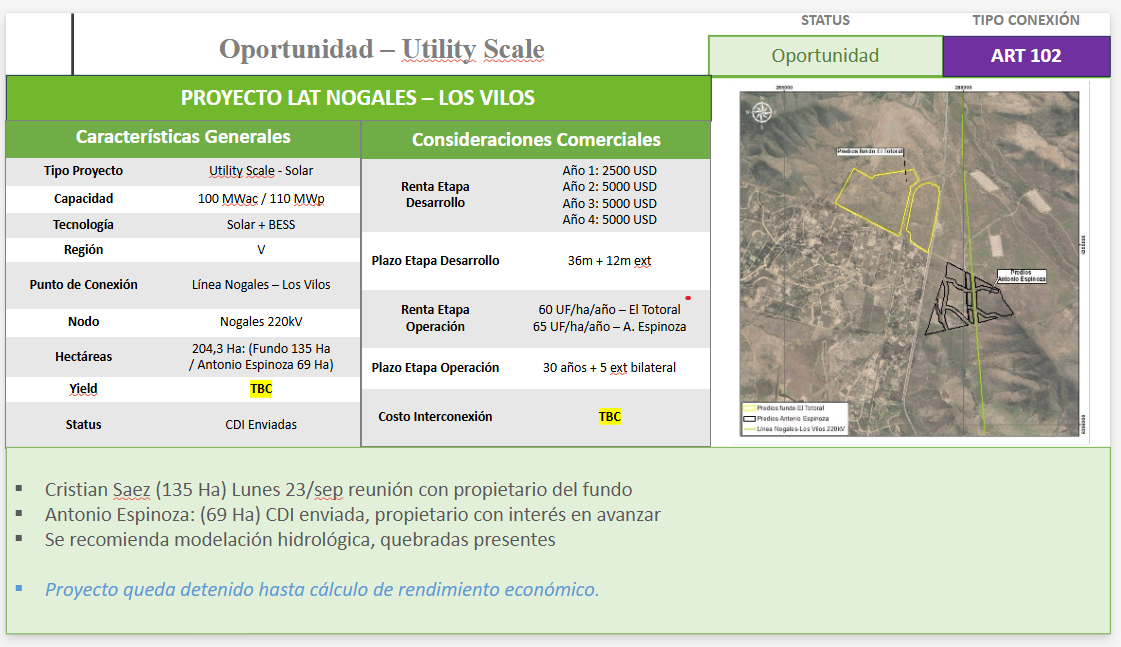 STATUS
TIPO CONEXIÓN
Oportunidad – Utility Scale
Oportunidad
ART 102
PROYECTO LAT NOGALES – LOS VILOS
Características Generales
Tipo Proyecto
Utility Scale - Solar
Capacidad
100 MWac / 110 MWp
Tecnología
Solar + BESS
Región
V
Punto de Conexión
Línea Nogales – Los Vilos
Nodo
Nogales 220kV
Hectáreas
204,3 Ha: (Fundo 135 Ha
/ Antonio Espinoza 69 Ha)
Yield
TBC
Status
CDI Enviadas
Consideraciones Comerciales
Renta Etapa
Desarrollo
Año 1: 2500 USD
Año 2: 5000 USD
Año 3: 5000 USD
Año 4: 5000 USD
Plazo Etapa Desarrollo
36m + 12m ext
Renta Etapa
Operación
60 UF/ha/año – El Totoral
65 UF/ha/año – A. Espinoza
Plazo Etapa Operación
30 años + 5 ext bilateral
Costo Interconexión
TBC
Predios fundo El Totoral
Predios
Antonio Espinoza
Predios fundo El Totoral
Predios Antonio Espinoza
Línea Nogales-Los Vilos 220kV
Cristian Saez (135 Ha) Lunes 23/sep reunión con propietario del fundo
Antonio Espinoza: (69 Ha) CDI enviada, propietario con interés en avanzar
Se recomienda modelación hidrológica, quebradas presentes
Proyecto queda detenido hasta cálculo de rendimiento económico.